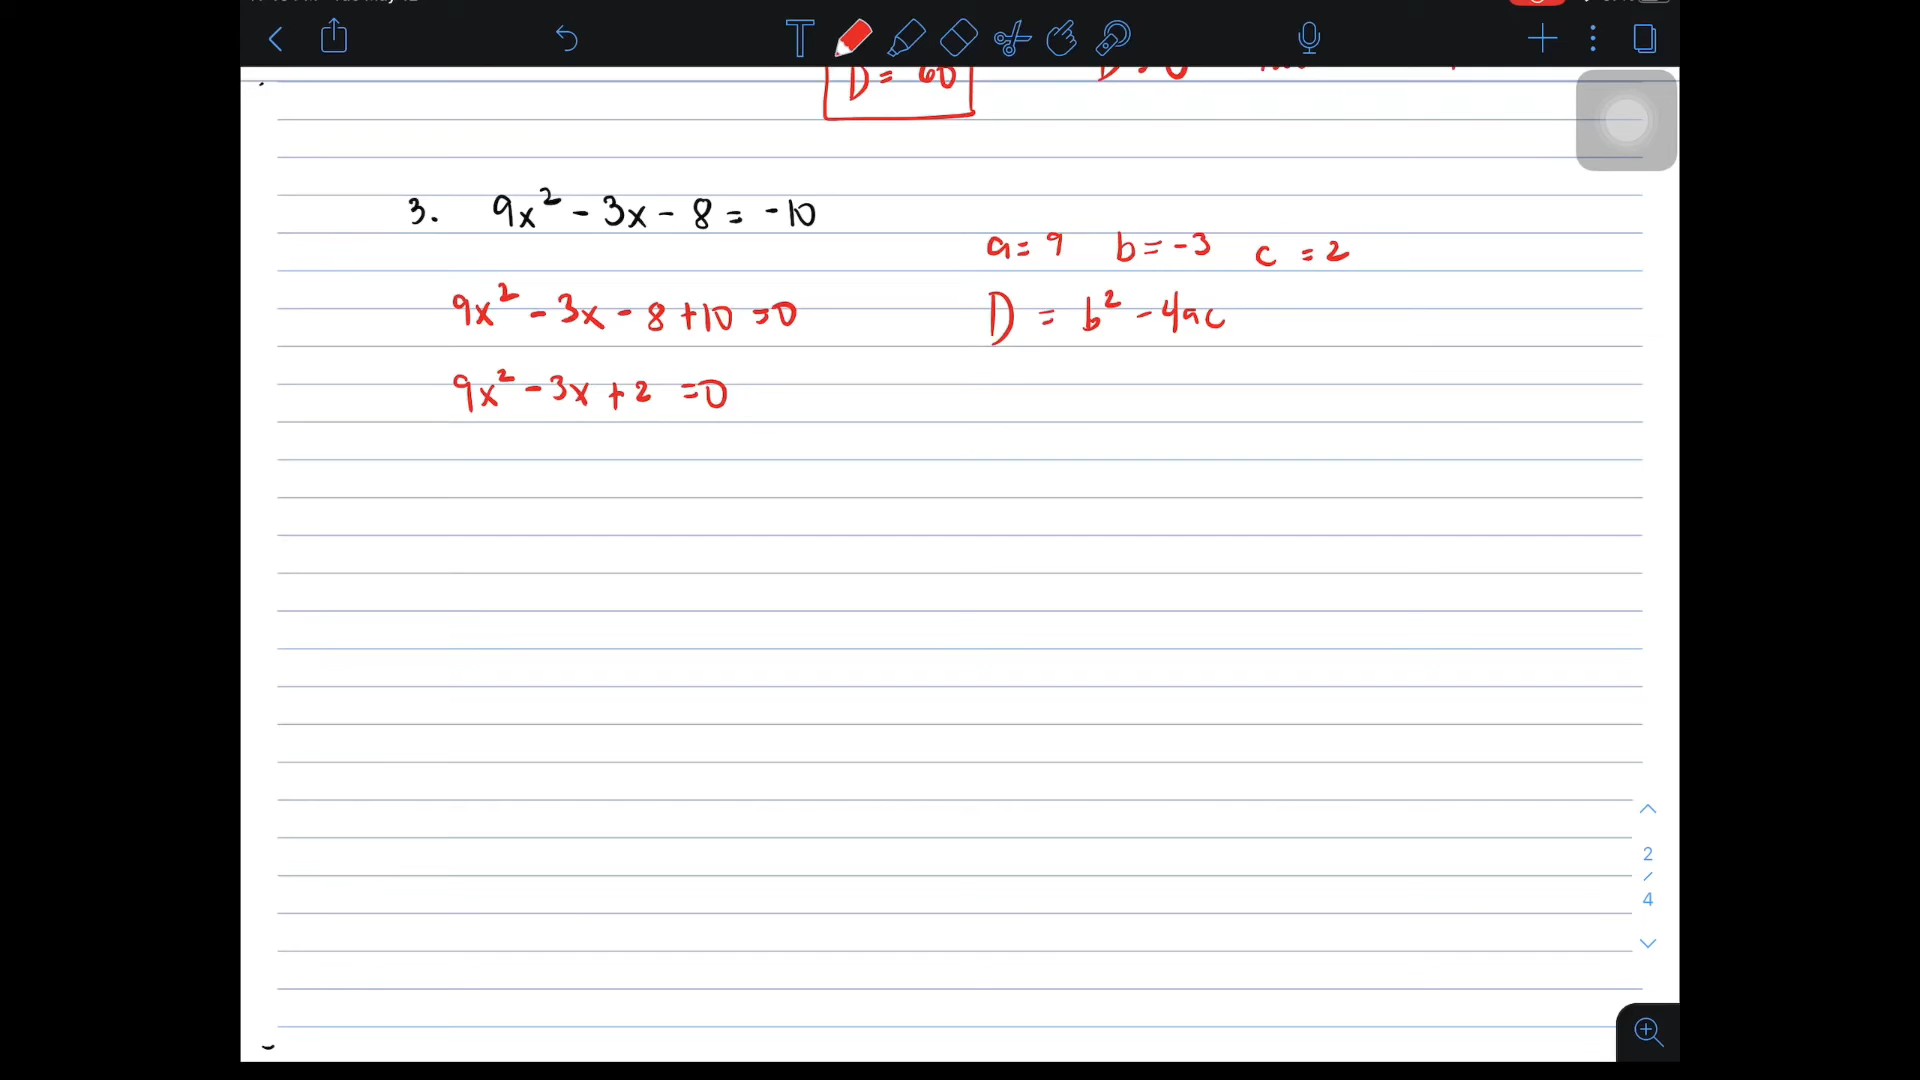 D = 60
3. 9x² - 3x - 8 = -10
a = 9 b = -3 c = 2
9x² - 3x - 8 + 10 = 0
D = b² - 4ac
9x² - 3x + 2 = 0
2
/
4